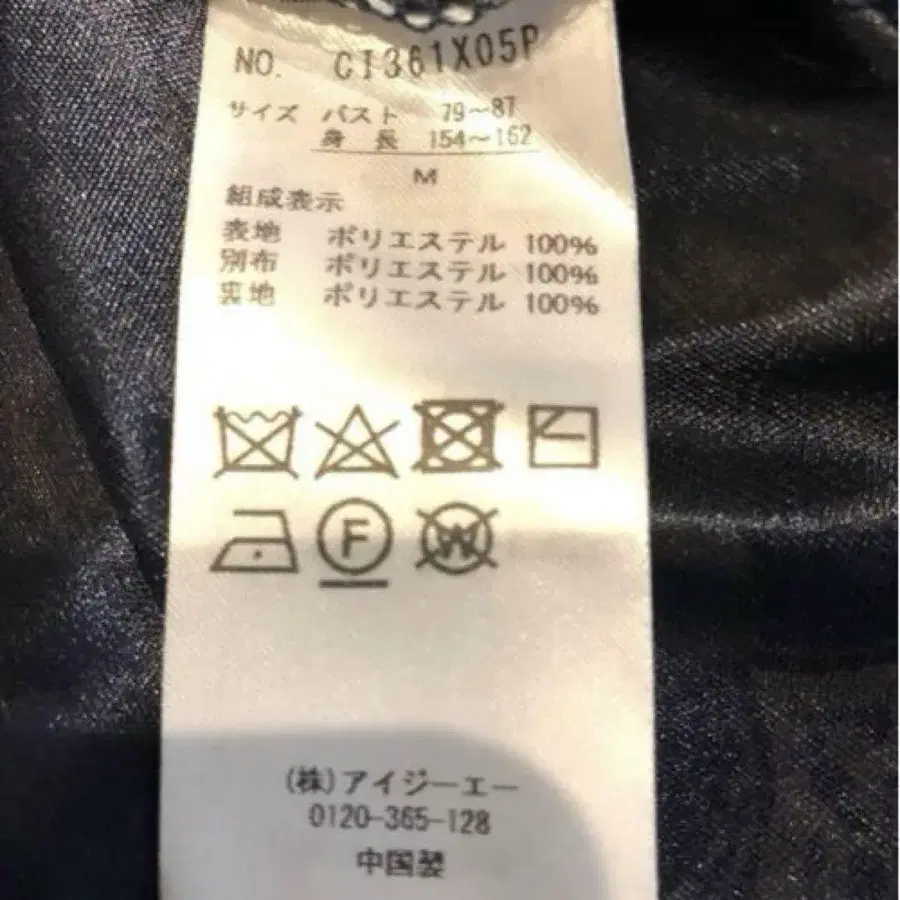 NO. CI361X05P
サイズ バスト 79~87
身長 154~162
M
組成表示
表地 ポリエステル 100%
別布 ポリエステル 100%
裏地 ポリエステル 100%
F W
(株)アイジーエー
0120-365-128
中国製